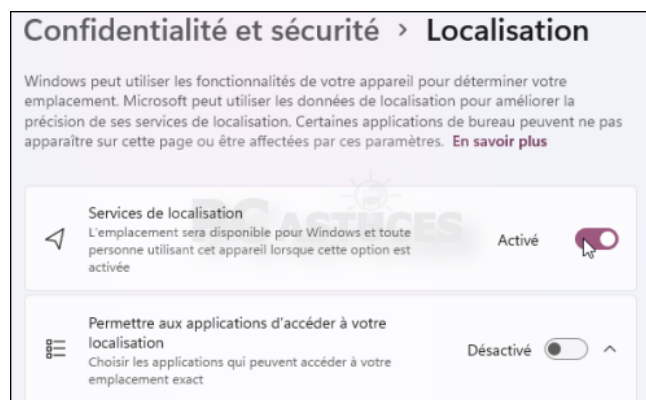 Confidentialité et sécurité > Localisation
Windows peut utiliser les fonctionnalités de votre appareil pour déterminer votre
emplacement. Microsoft peut utiliser les données de localisation pour améliorer la
précision de ses services de localisation. Certaines applications de bureau peuvent ne pas
apparaître sur cette page ou être affectées par ces paramètres. En savoir plus
PC ASTUCES
Services de localisation
L'emplacement sera disponible pour Windows et toute
personne utilisant cet appareil lorsque cette option est
activée
Activé
Permettre aux applications d'accéder à votre
localisation
Choisir les applications qui peuvent accéder à votre
emplacement exact
Désactivé